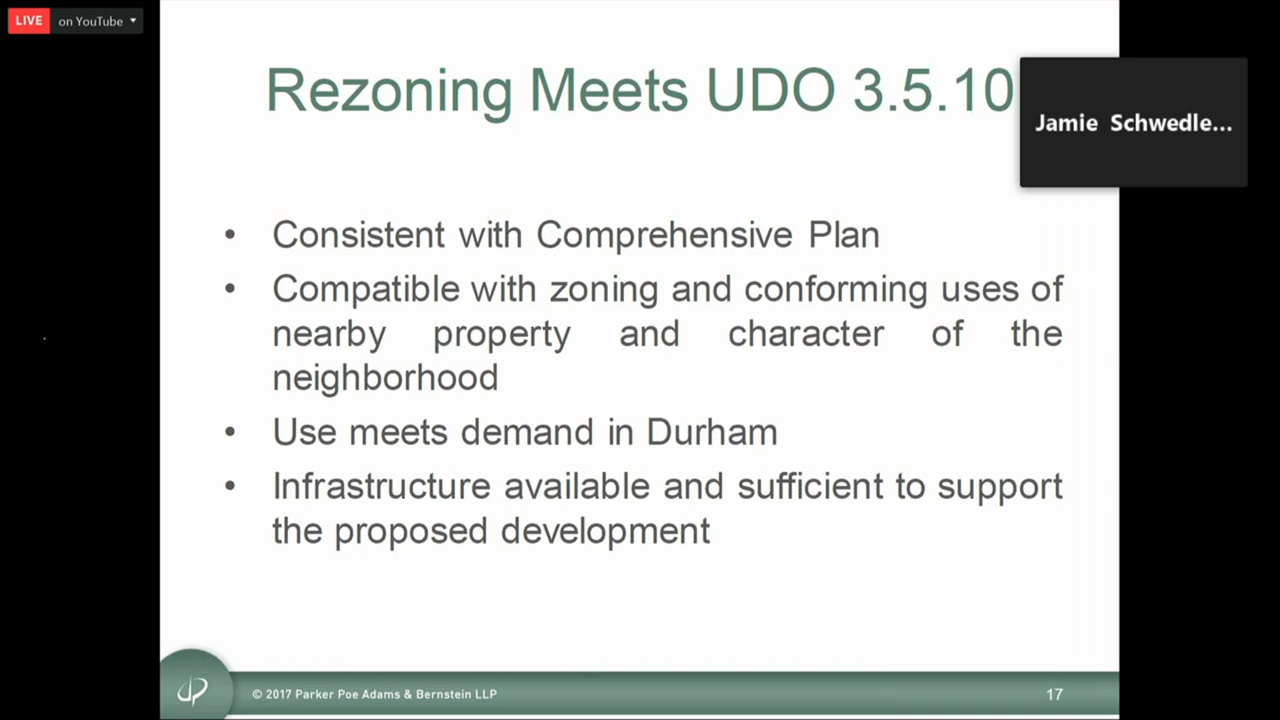 LIVE on YouTube
Rezoning Meets UDO 3.5.10
Jamie Schwedle...
• Consistent with Comprehensive Plan
• Compatible with zoning and conforming uses of
nearby property and character of the
neighborhood
• Use meets demand in Durham
• Infrastructure available and sufficient to support
the proposed development
© 2017 Parker Poe Adams & Bernstein LLP
17